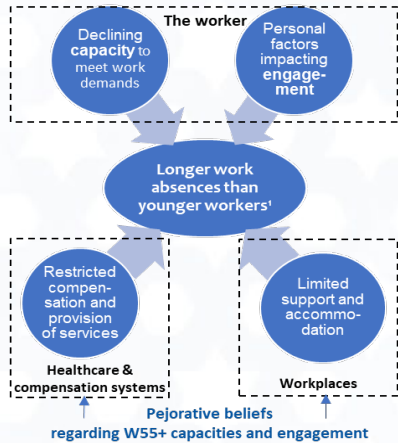 The worker
Declining
capacity to
meet work
demands
Personal
factors
impacting
engage-
ment
Longer work
absences than
younger workers¹
Restricted
compen-
sation and
provision
of services
Limited
support and
accommo-
dation
Healthcare &
compensation systems
Workplaces
Pejorative beliefs
regarding W55+ capacities and engagement